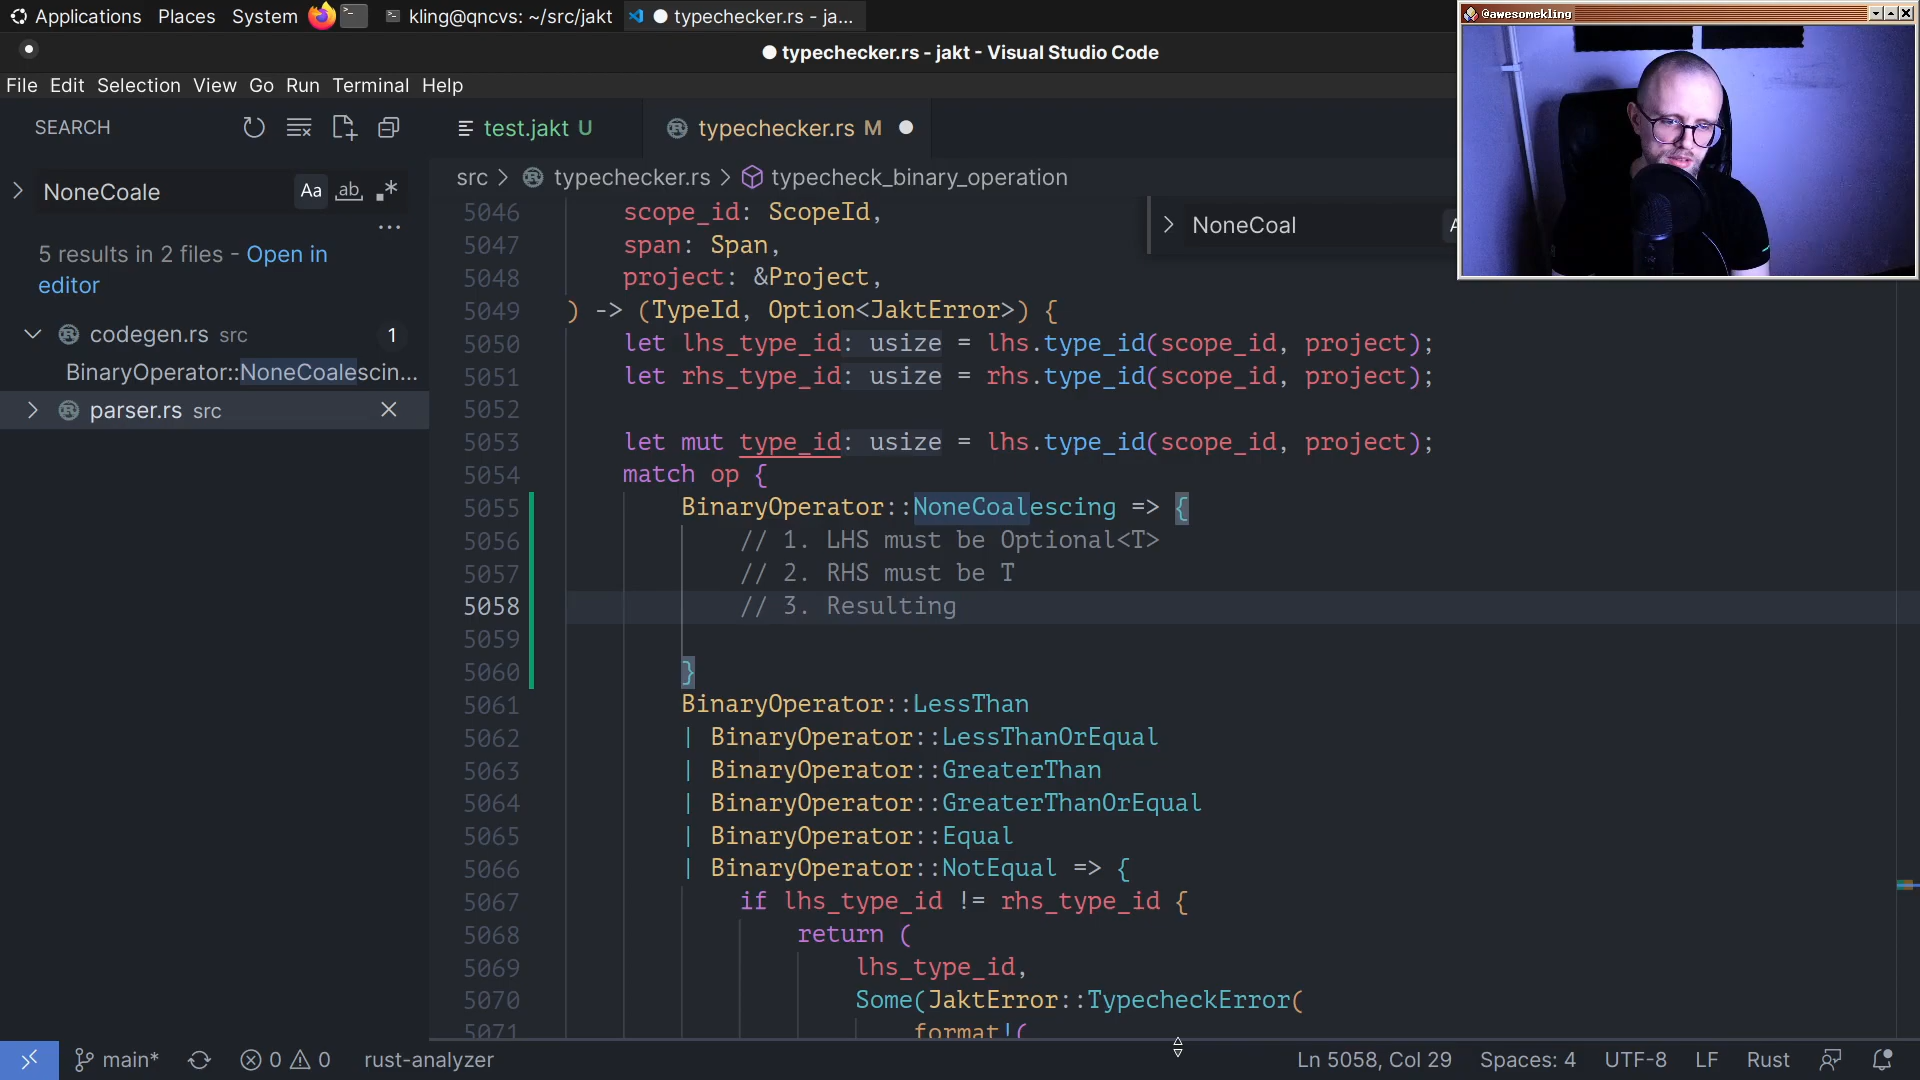 Applications Places System kling@qncvs: ~/src/jakt typechecker.rs - ja...
@awesomekling
typechecker.rs - jakt - Visual Studio Code
File Edit Selection View Go Run Terminal Help
SEARCH
test.jakt U
typechecker.rs M
NoneCoale
Aa ab .*
src > typechecker.rs > typecheck_binary_operation
NoneCoal
5 results in 2 files - Open in
editor
codegen.rs src 1
BinaryOperator::NoneCoalescin...
parser.rs src
5046 scope_id: ScopeId,
5047 span: Span,
5048 project: &Project,
5049 ) -> (TypeId, Option<JaktError>) {
5050 let lhs_type_id: usize = lhs.type_id(scope_id, project);
5051 let rhs_type_id: usize = rhs.type_id(scope_id, project);
5052
5053 let mut type_id: usize = lhs.type_id(scope_id, project);
5054 match op {
5055 BinaryOperator::NoneCoalescing => {
5056 // 1. LHS must be Optional<T>
5057 // 2. RHS must be T
5058 // 3. Resulting
5059
5060 }
5061 BinaryOperator::LessThan
5062 | BinaryOperator::LessThanOrEqual
5063 | BinaryOperator::GreaterThan
5064 | BinaryOperator::GreaterThanOrEqual
5065 | BinaryOperator::Equal
5066 | BinaryOperator::NotEqual => {
5067 if lhs_type_id != rhs_type_id {
5068 return (
5069 lhs_type_id,
5070 Some(JaktError::TypecheckError(
5071 format!(
main* 0 0 rust-analyzer Ln 5058, Col 29 Spaces: 4 UTF-8 LF Rust